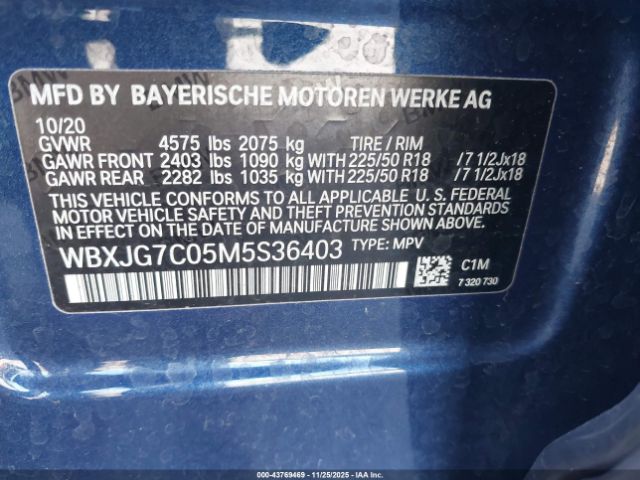 MFD BY BAYERISCHE MOTOREN WERKE AG
10/20
GVWR 4575 lbs 2075 kg TIRE / RIM
GAWR FRONT 2403 lbs 1090 kg WITH 225/50 R18 /7 1/2Jx18
GAWR REAR 2282 lbs 1035 kg WITH 225/50 R18 /7 1/2Jx18
THIS VEHICLE CONFORMS TO ALL APPLICABLE U. S. FEDERAL
MOTOR VEHICLE SAFETY AND THEFT PREVENTION STANDARDS
IN EFFECT ON THE DATE OF MANUFACTURE SHOWN ABOVE.
WBXJG7C05M5S36403 TYPE: MPV
C1M
7 320 730
000-43769469 - 11/25/2025 - IAA Inc.